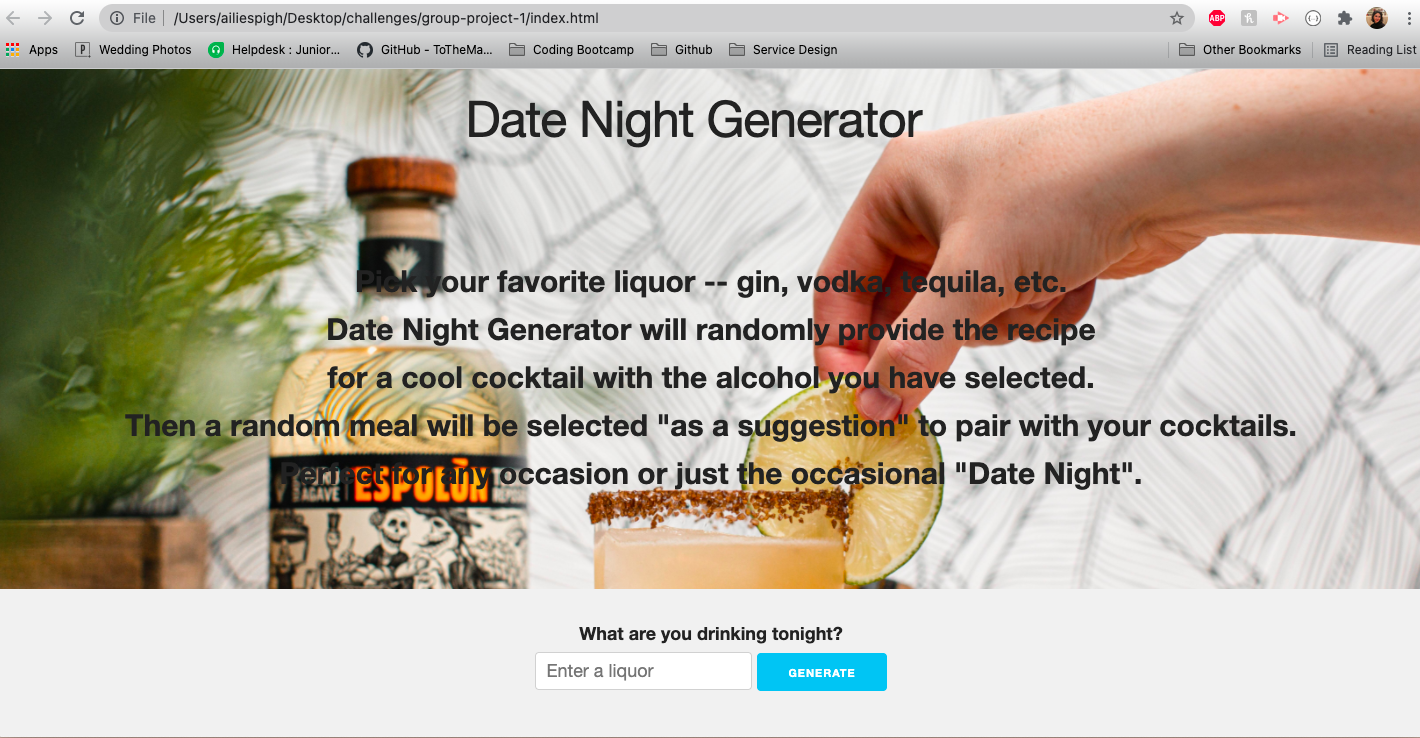 File
/Users/ailiespigh/Desktop/challenges/group-project-1/index.html
ABP
Apps
P
Wedding Photos
Helpdesk : Junior...
GitHub - ToTheMa...
Coding Bootcamp
Github
Service Design
Other Bookmarks
Reading List
Date Night Generator
Pick your favorite liquor -- gin, vodka, tequila, etc.
Date Night Generator will randomly provide the recipe
for a cool cocktail with the alcohol you have selected.
Then a random meal will be selected "as a suggestion" to pair with your cocktails.
Perfect for any occasion or just the occasional "Date Night".
AGAVE
ESPOLÒN
What are you drinking tonight?
Enter a liquor
GENERATE